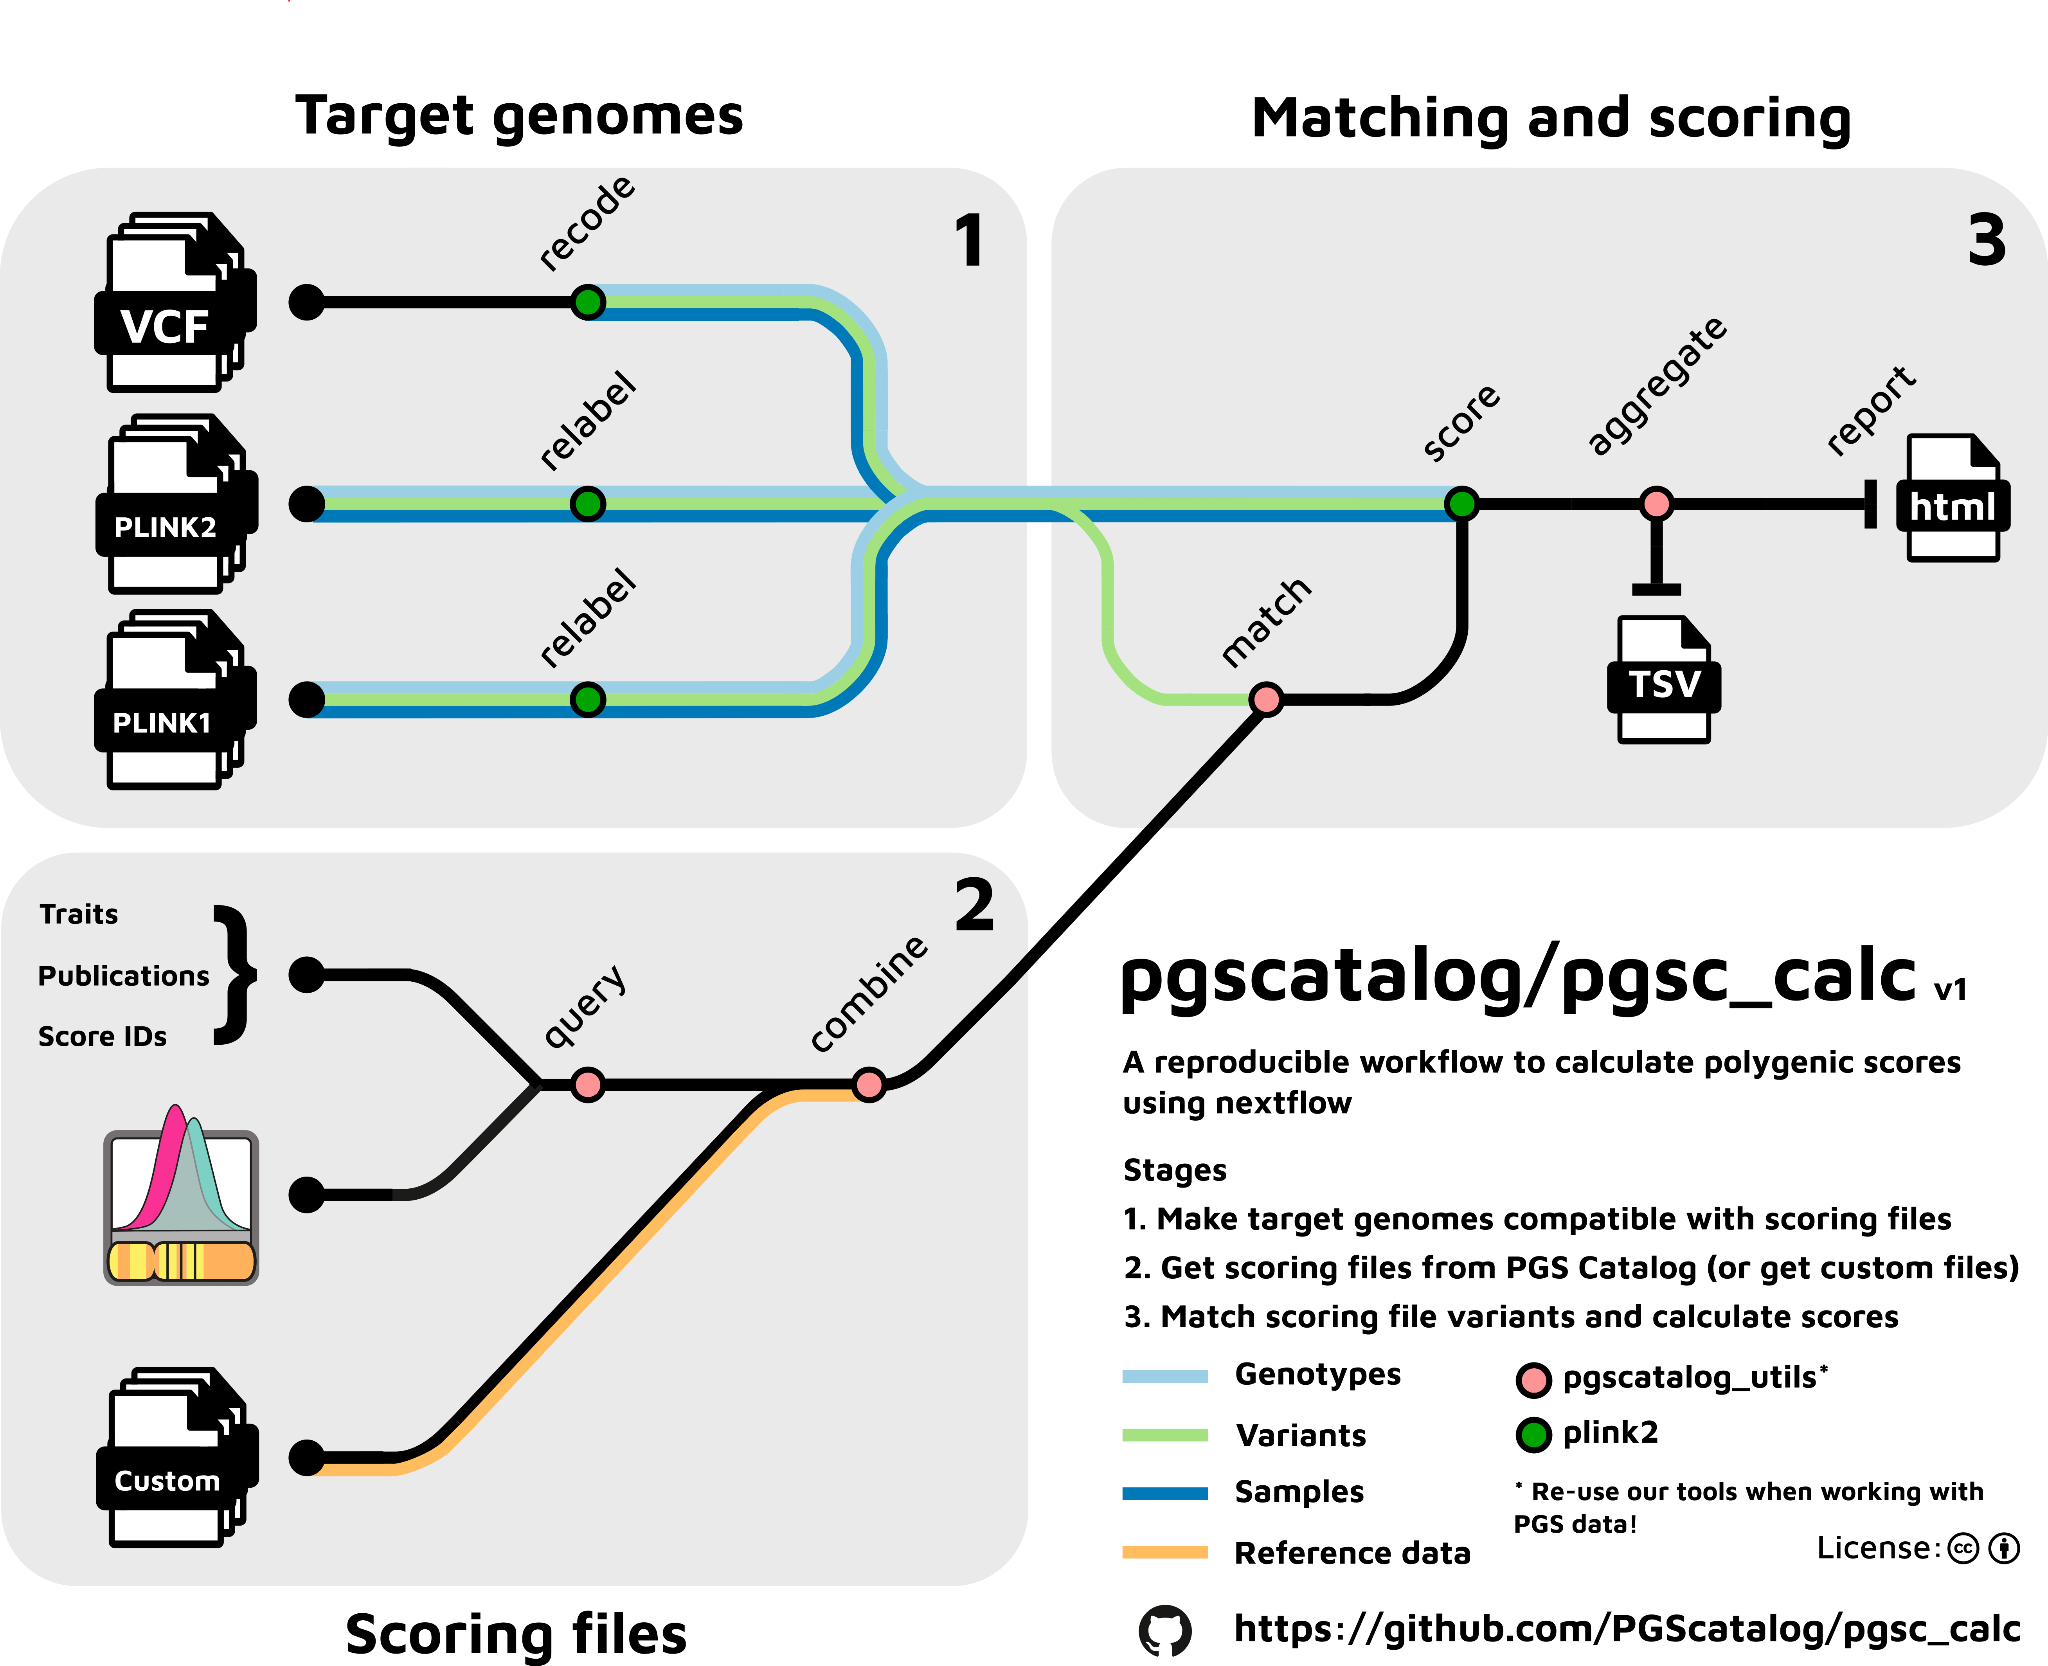 Target genomes
1
recode
VCF
relabel
PLINK2
relabel
PLINK1
Matching and scoring
3
score
aggregate
report
html
match
TSV
2
Traits
Publications
Score IDs
}
query
combine
Custom
Scoring files
pgscatalog/pgsc_calc v1
A reproducible workflow to calculate polygenic scores
using nextflow
Stages
1. Make target genomes compatible with scoring files
2. Get scoring files from PGS Catalog (or get custom files)
3. Match scoring file variants and calculate scores
Genotypes
Variants
Samples
Reference data
pgscatalog_utils*
plink2
* Re-use our tools when working with
PGS data!
License: cc
https://github.com/PGScatalog/pgsc_calc